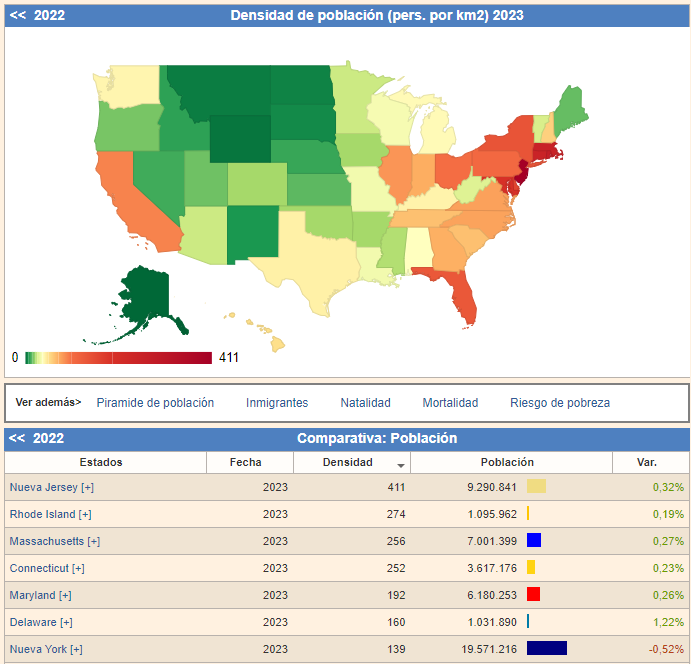 << 2022 Densidad de población (pers. por km2) 2023
0 411
Ver además> Piramide de población Inmigrantes Natalidad Mortalidad Riesgo de pobreza
<< 2022 Comparativa: Población
Estados Fecha Densidad Población Var.
Nueva Jersey [+] 2023 411 9.290.841 0,32%
Rhode Island [+] 2023 274 1.095.962 0,19%
Massachusetts [+] 2023 256 7.001.399 0,27%
Connecticut [+] 2023 252 3.617.176 0,23%
Maryland [+] 2023 192 6.180.253 0,26%
Delaware [+] 2023 160 1.031.890 1,22%
Nueva York [+] 2023 139 19.571.216 -0,52%